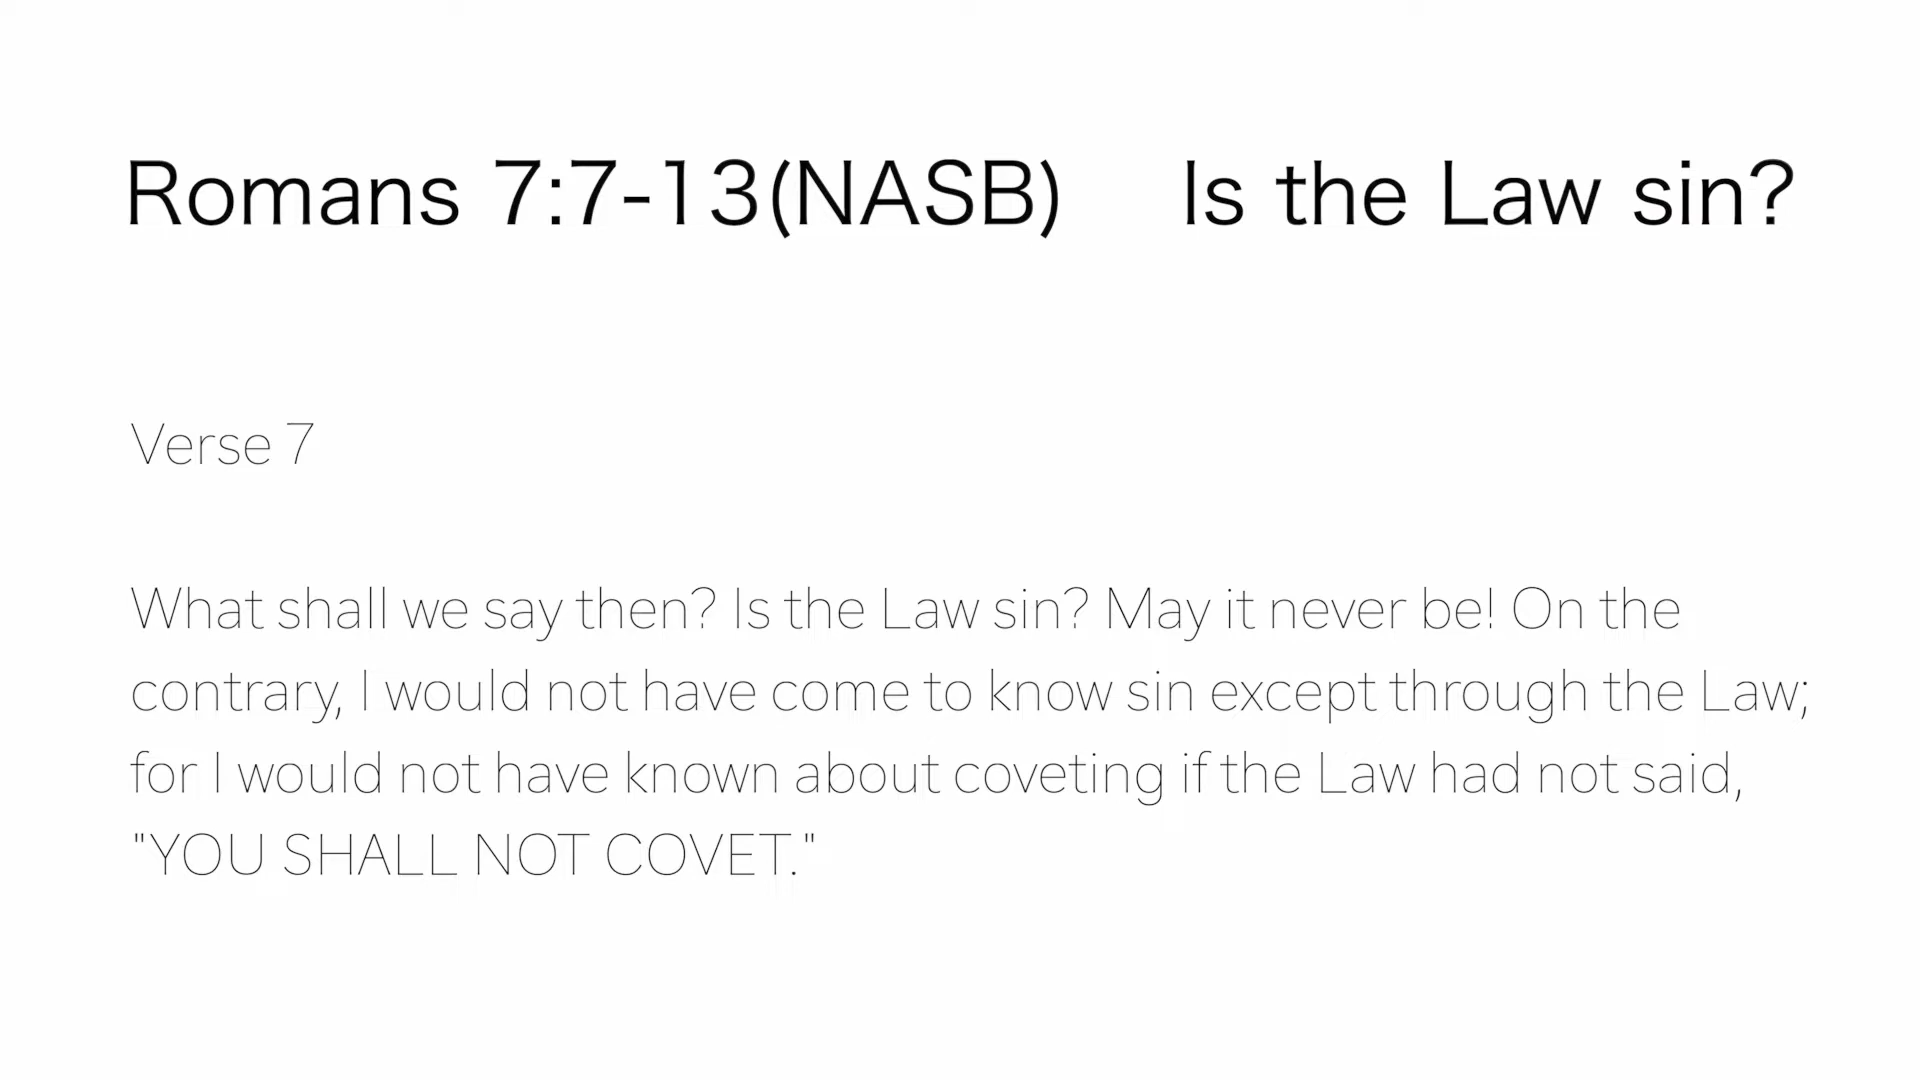 Romans 7:7-13(NASB) Is the Law sin?
Verse 7
What shall we say then? Is the Law sin? May it never be! On the
contrary, I would not have come to know sin except through the Law;
for I would not have known about coveting if the Law had not said,
"YOU SHALL NOT COVET."